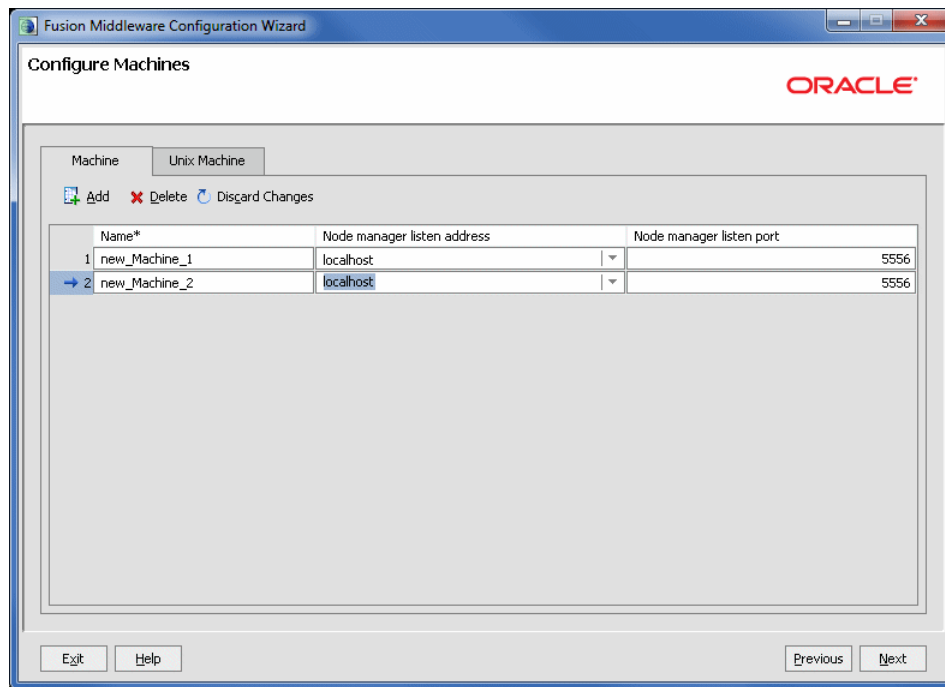 Fusion Middleware Configuration Wizard
Configure Machines
ORACLE
Machine Unix Machine
Add Delete Discard Changes
Name* Node manager listen address Node manager listen port
1 new_Machine_1 localhost 5556
2 new_Machine_2 localhost 5556
Exit Help Previous Next